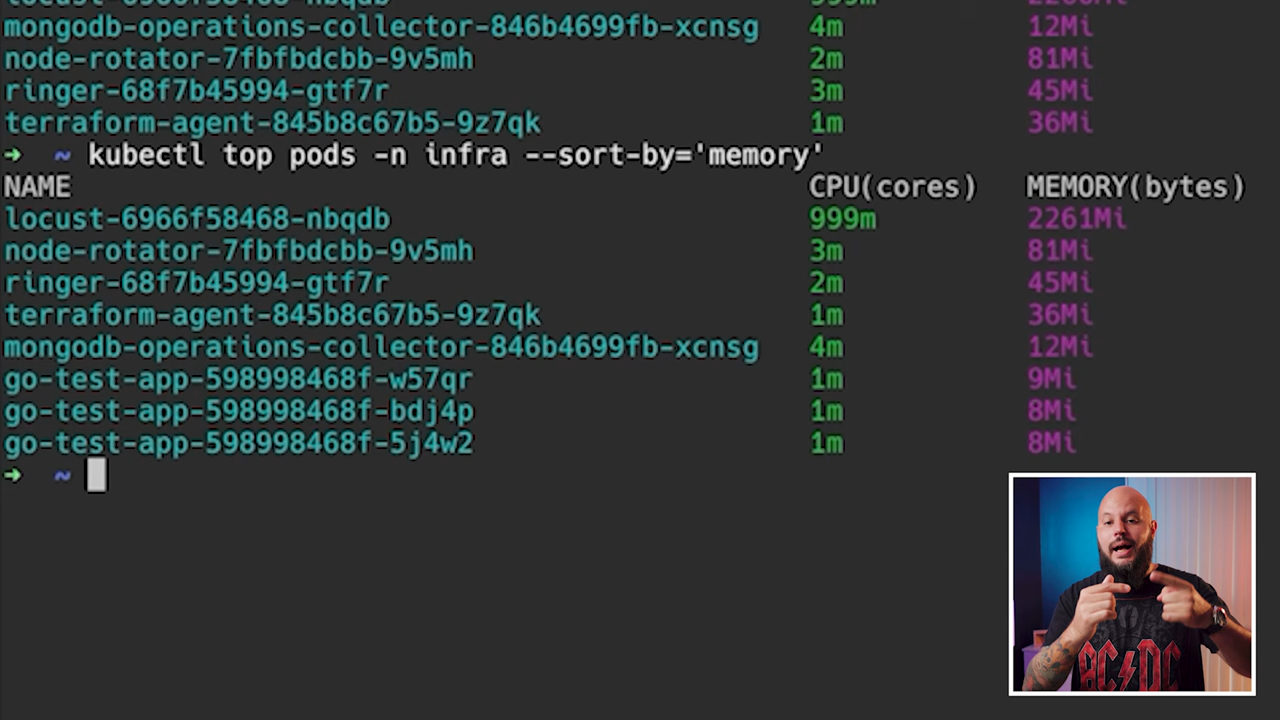 mongodb-operations-collector-846b4699fb-xcnsg 4m 12Mi
node-rotator-7fbfbdcbb-9v5mh 2m 81Mi
ringer-68f7b45994-gtf7r 3m 45Mi
terraform-agent-845b8c67b5-9z7qk 1m 36Mi
➜ ~ kubectl top pods -n infra --sort-by='memory'
NAME CPU(cores) MEMORY(bytes)
locust-6966f58468-nbqdb 999m 2261Mi
node-rotator-7fbfbdcbb-9v5mh 3m 81Mi
ringer-68f7b45994-gtf7r 2m 45Mi
terraform-agent-845b8c67b5-9z7qk 1m 36Mi
mongodb-operations-collector-846b4699fb-xcnsg 4m 12Mi
go-test-app-598998468f-w57qr 1m 9Mi
go-test-app-598998468f-bdj4p 1m 8Mi
go-test-app-598998468f-5j4w2 1m 8Mi
➜ ~
AC⚡DC